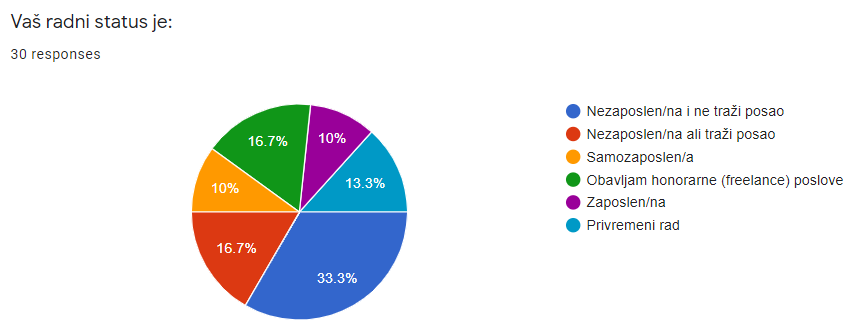 Vaš radni status je:
30 responses
16.7%
10%
10%
13.3%
16.7%
33.3%
Nezaposlen/na i ne traži posao
Nezaposlen/na ali traži posao
Samozaposlen/a
Obavljam honorarne (freelance) poslove
Zaposlen/na
Privremeni rad